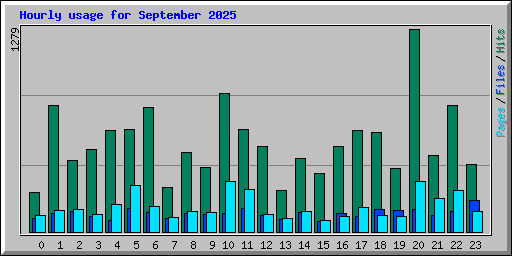 Hourly usage for September 2025
1279
Pages / Files / Hits
0 1 2 3 4 5 6 7 8 9 10 11 12 13 14 15 16 17 18 19 20 21 22 23